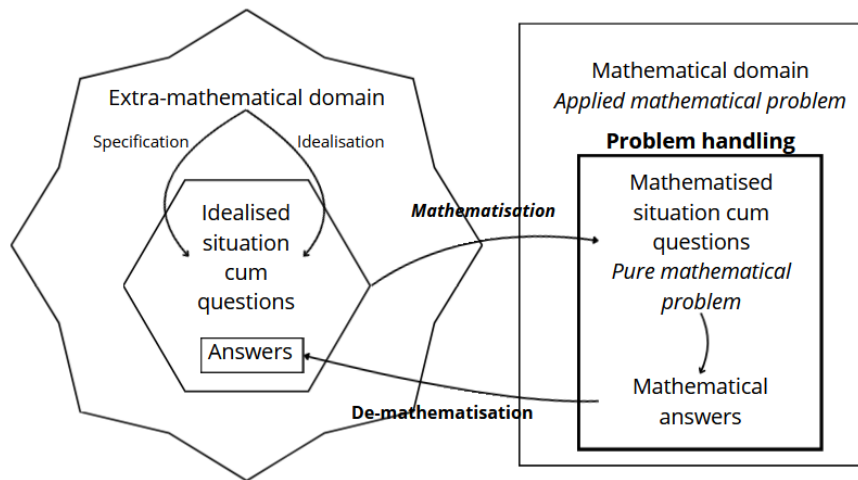 Extra-mathematical domain
Specification
Idealisation
Idealised
situation
cum
questions
Answers
Mathematisation
De-mathematisation
Mathematical domain
Applied mathematical problem
Problem handling
Mathematised
situation cum
questions
Pure mathematical
problem
Mathematical
answers